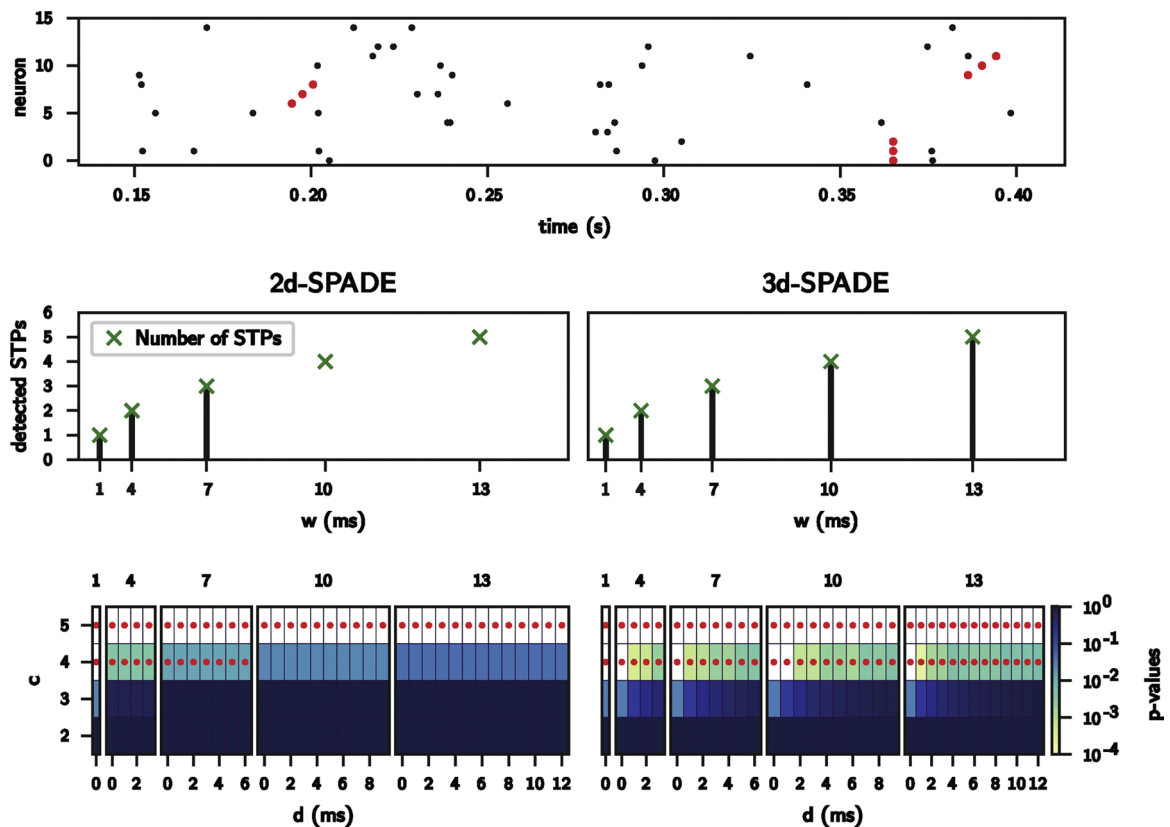 15
10
5
0
neuron
0.15 0.20 0.25 0.30 0.35 0.40
time (s)
2d-SPADE 3d-SPADE
6
5
4
3
2
1
0
detected STPs
Number of STPs
1 4 7 10 13
w (ms)
1 4 7 10 13
w (ms)
1 4 7 10 13
1 4 7 10 13
5
4
3
2
c
0 0 2 0 2 4 6 0 2 4 6 8 0 2 4 6 8 10 12
d (ms)
0 0 2 0 2 4 6 0 2 4 6 8 0 2 4 6 8 10 12
d (ms)
10^0
10^-1
10^-2
10^-3
10^-4
p-values